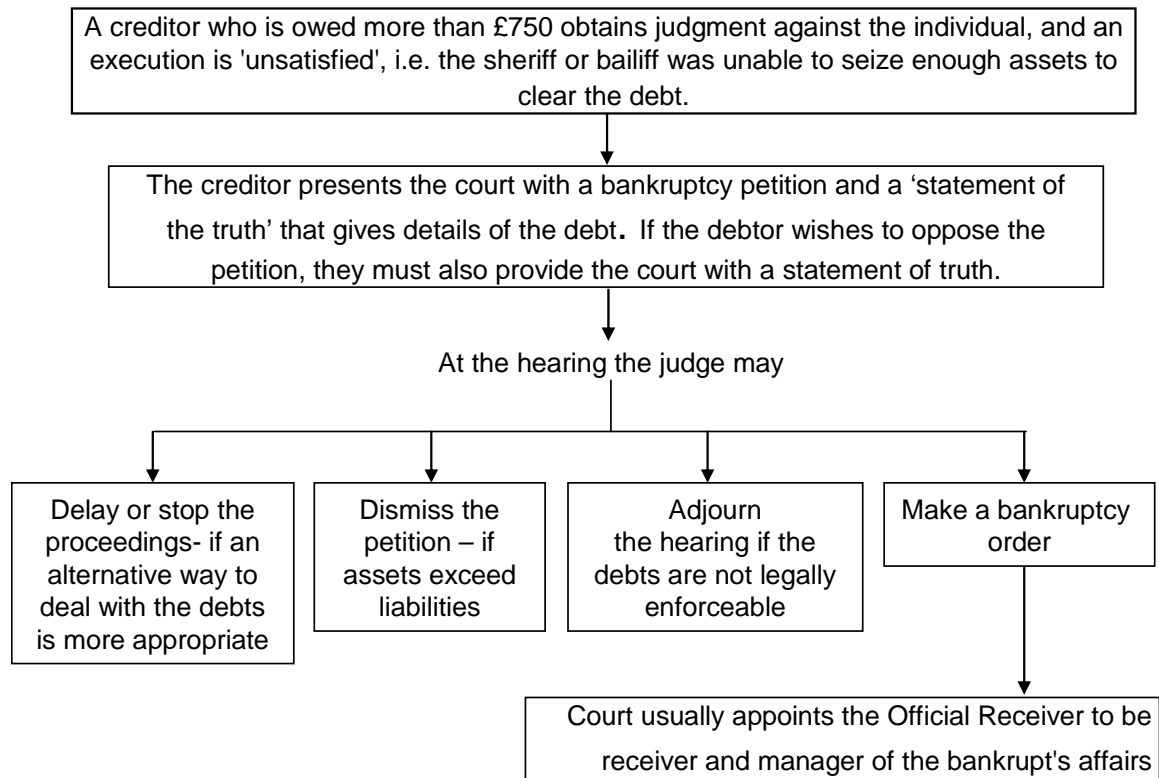 A creditor who is owed more than £750 obtains judgment against the individual, and an
execution is 'unsatisfied', i.e. the sheriff or bailiff was unable to seize enough assets to
clear the debt.
The creditor presents the court with a bankruptcy petition and a ‘statement of
the truth’ that gives details of the debt. If the debtor wishes to oppose the
petition, they must also provide the court with a statement of truth.
At the hearing the judge may
Delay or stop the
proceedings- if an
alternative way to
deal with the debts
is more appropriate
Dismiss the
petition – if
assets exceed
liabilities
Adjourn
the hearing if the
debts are not legally
enforceable
Make a bankruptcy
order
Court usually appoints the Official Receiver to be
receiver and manager of the bankrupt's affairs